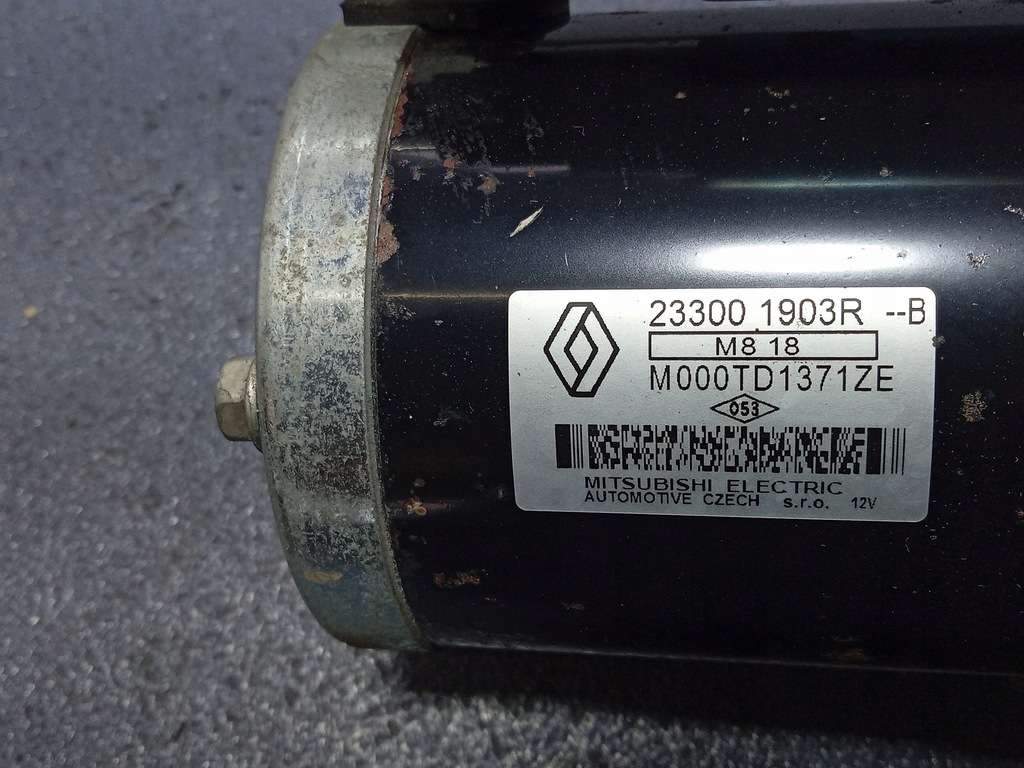 23300 1903R --B
M8 18
M000TD1371ZE
053
MITSUBISHI ELECTRIC
AUTOMOTIVE CZECH s.r.o. 12V